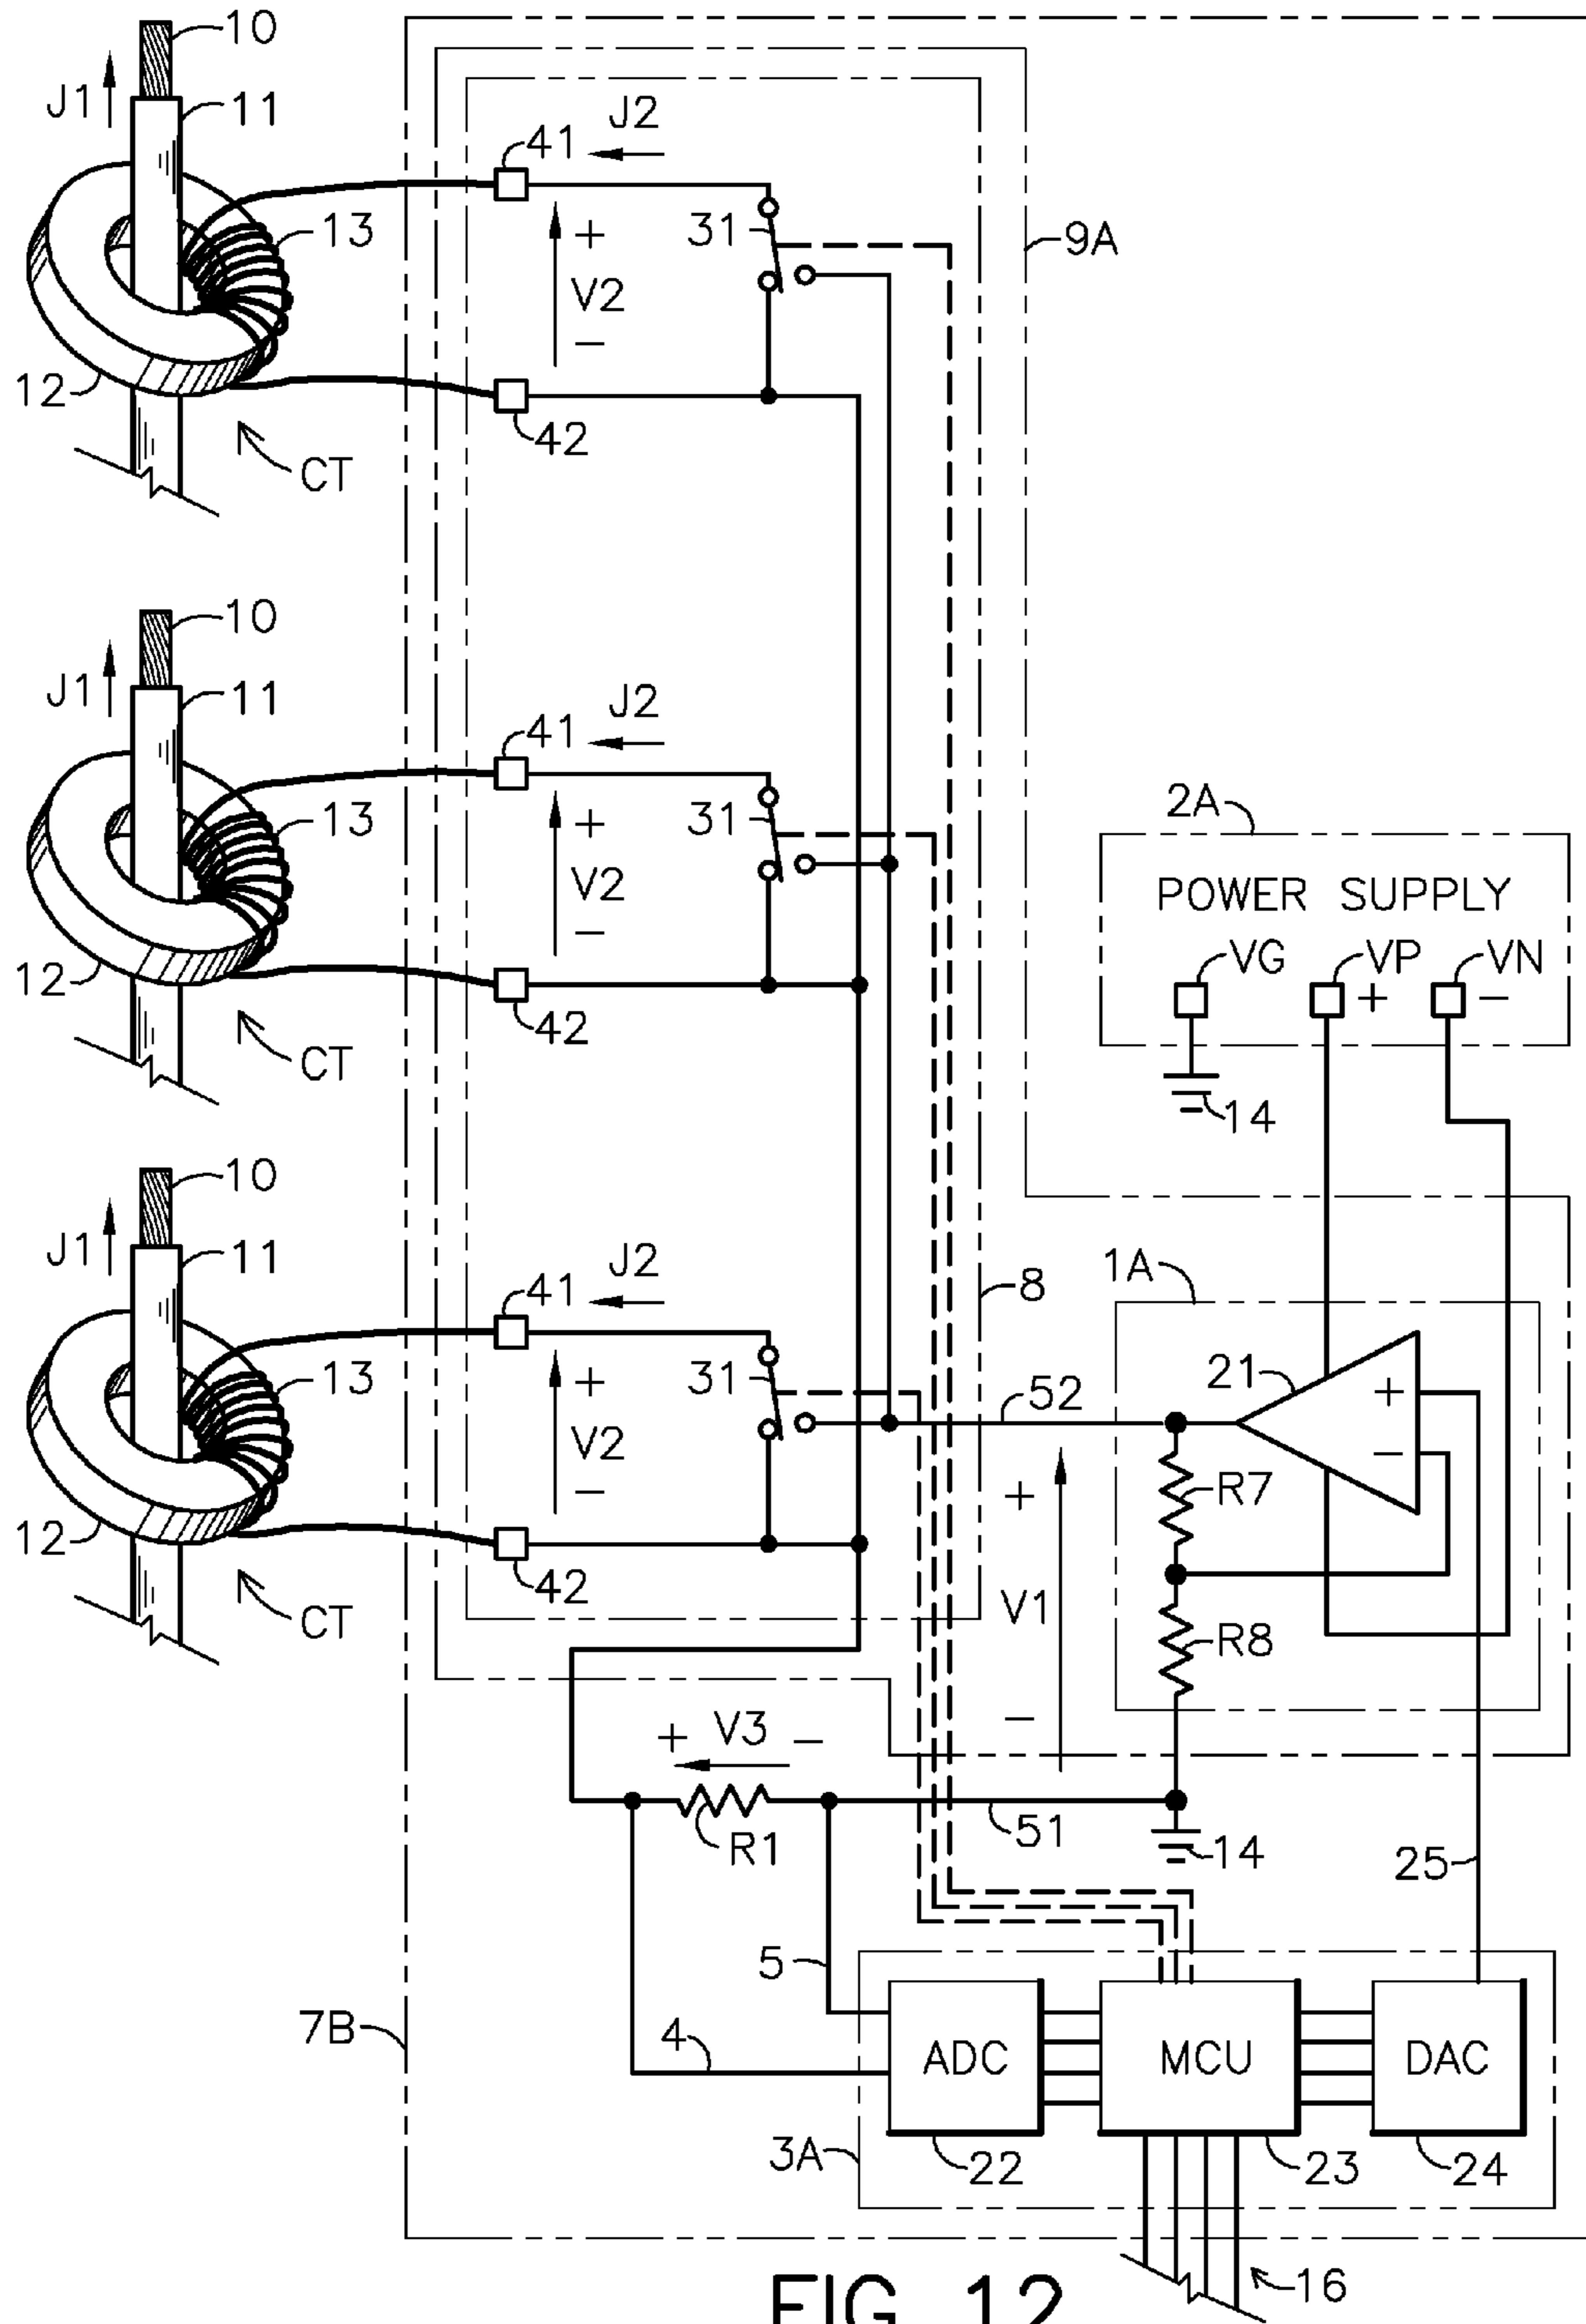 10
J1
11
41
J2
13
31
9A
+
V2
−
12
42
CT
10
J1
11
41
J2
13
31
+
V2
−
12
42
CT
2A
POWER SUPPLY
VG
VP
VN
+
−
14
10
J1
11
41
J2
8
1A
13
31
52
21
+
−
+
V2
−
+
V1
−
R7
R8
12
42
CT
+ V3 −
R1
51
14
25
5
4
7B
ADC
MCU
DAC
3A
22
23
24
16
FIG. 12